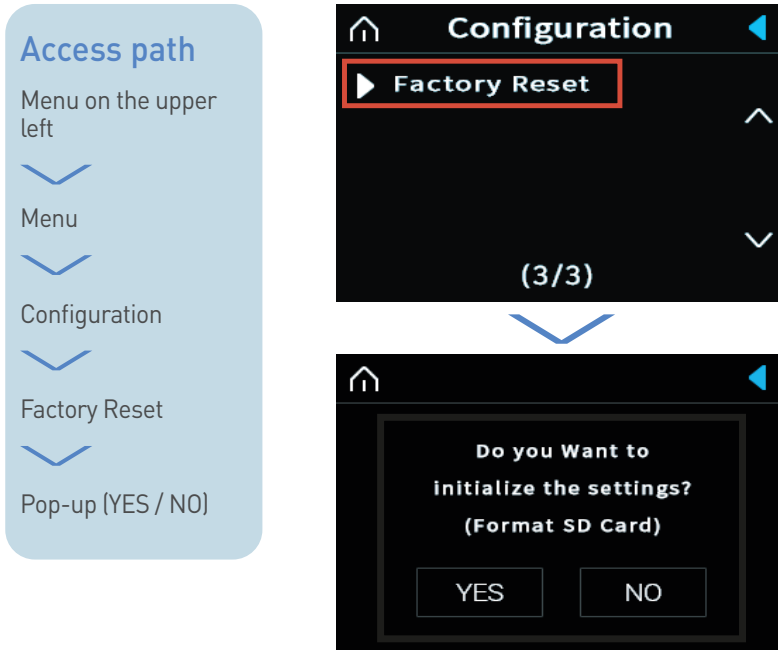 Access path
Menu on the upper
left
Menu
Configuration
Factory Reset
Pop-up (YES / NO)
Configuration
Factory Reset
(3/3)
Do you Want to
initialize the settings?
(Format SD Card)
YES NO